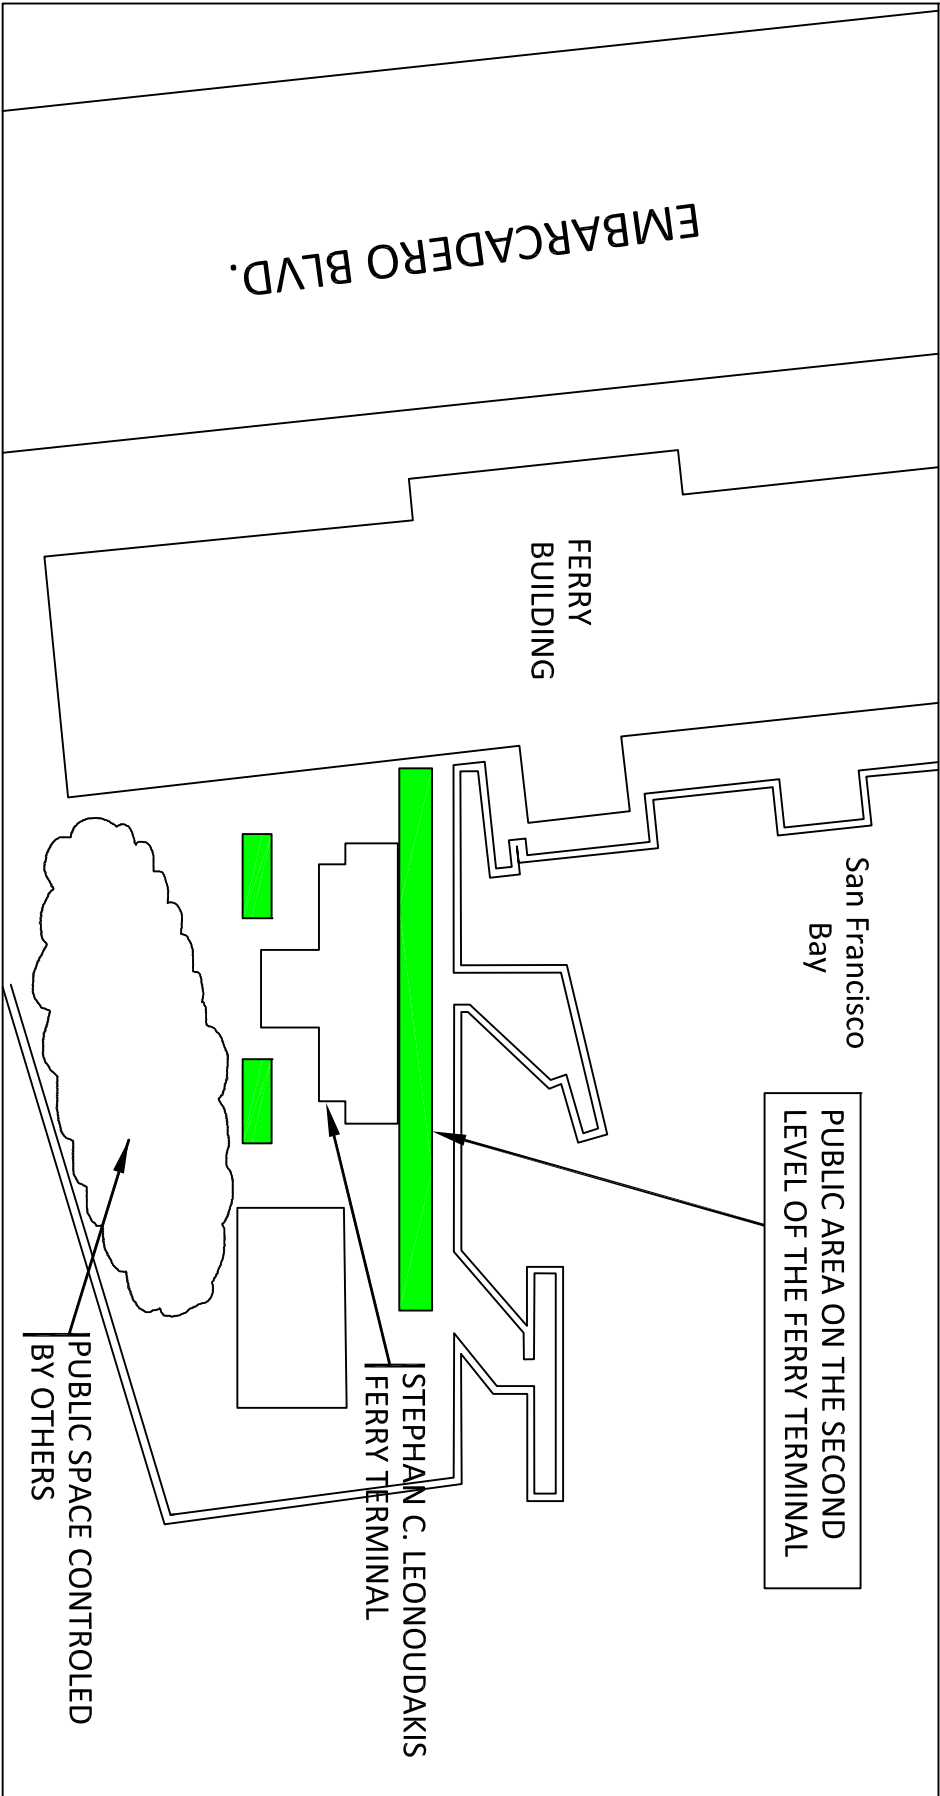 EMBARCADERO BLVD.
FERRY
BUILDING
San Francisco
Bay
PUBLIC AREA ON THE SECOND
LEVEL OF THE FERRY TERMINAL
STEPHAN C. LEONOUDAKIS
FERRY TERMINAL
PUBLIC SPACE CONTROLED
BY OTHERS